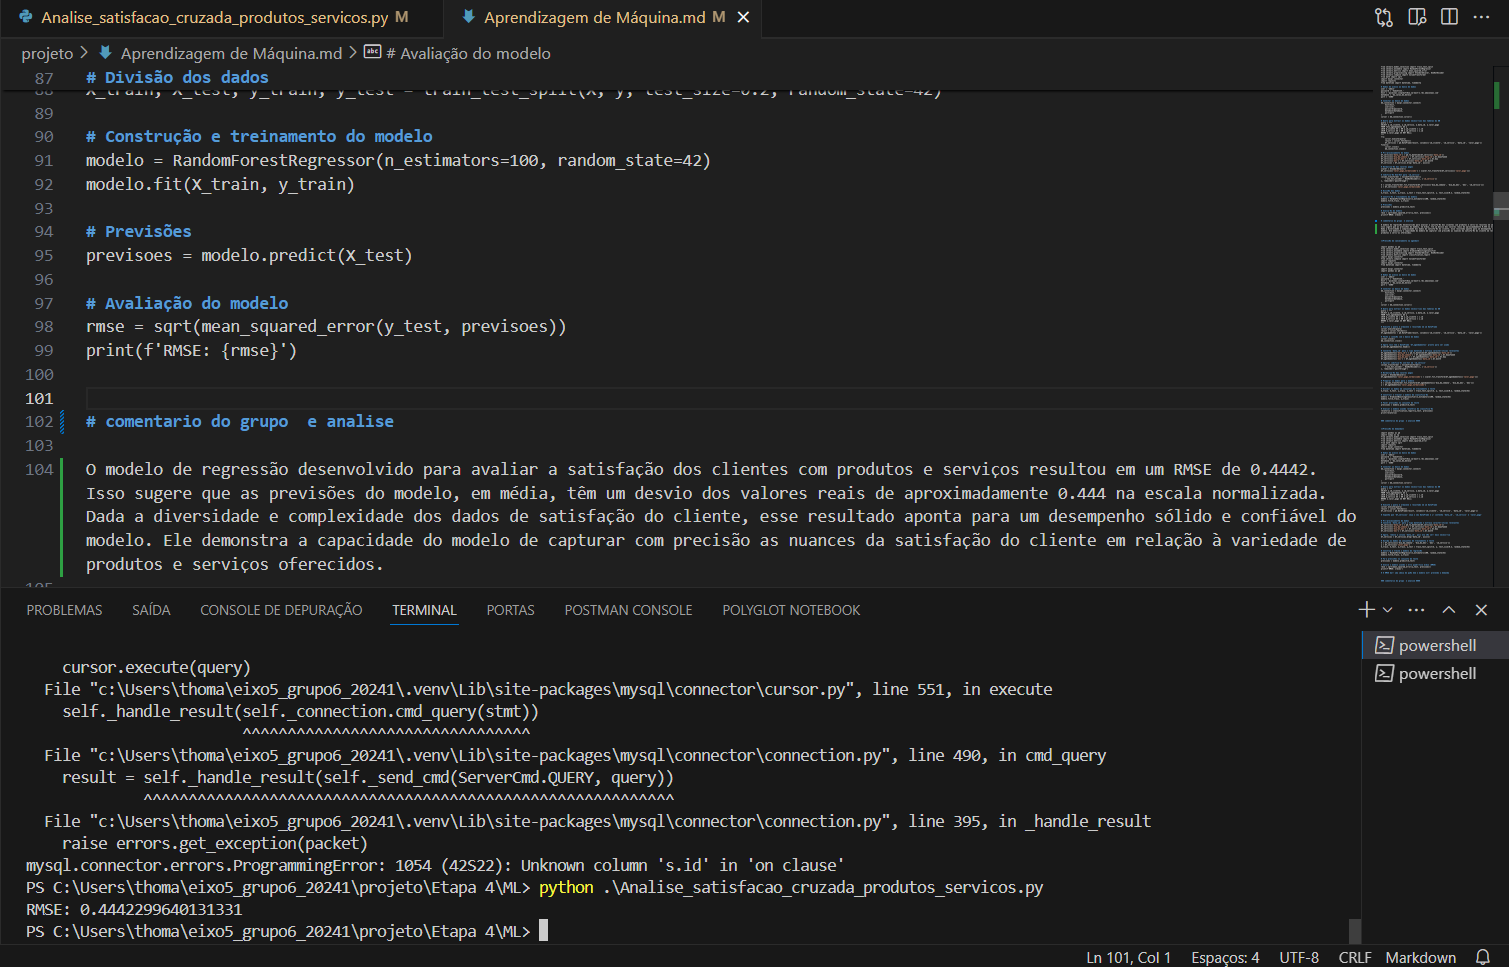 Analise_satisfacao_cruzada_produtos_servicos.py M
Aprendizagem de Máquina.md M
projeto > Aprendizagem de Máquina.md > # Avaliação do modelo
87 # Divisão dos dados
88 X_train, X_test, y_train, y_test = train_test_split(X, y, test_size=0.2, random_state=42)
89
90 # Construção e treinamento do modelo
91 modelo = RandomForestRegressor(n_estimators=100, random_state=42)
92 modelo.fit(X_train, y_train)
93
94 # Previsões
95 previsoes = modelo.predict(X_test)
96
97 # Avaliação do modelo
98 rmse = sqrt(mean_squared_error(y_test, previsoes))
99 print(f'RMSE: {rmse}')
100
101
102 # comentario do grupo  e analise
103
104 O modelo de regressão desenvolvido para avaliar a satisfação dos clientes com produtos e serviços resultou em um RMSE de 0.4442.
Isso sugere que as previsões do modelo, em média, têm um desvio dos valores reais de aproximadamente 0.444 na escala normalizada.
Dada a diversidade e complexidade dos dados de satisfação do cliente, esse resultado aponta para um desempenho sólido e confiável do
modelo. Ele demonstra a capacidade do modelo de capturar com precisão as nuances da satisfação do cliente em relação à variedade de
produtos e serviços oferecidos.
105
PROBLEMAS SAÍDA CONSOLE DE DEPURAÇÃO TERMINAL PORTAS POSTMAN CONSOLE POLYGLOT NOTEBOOK
powershell
powershell
cursor.execute(query)
File "c:\Users\thoma\eixo5_grupo6_20241\.venv\Lib\site-packages\mysql\connector\cursor.py", line 551, in execute
self._handle_result(self._connection.cmd_query(stmt))
^^^^^^^^^^^^^^^^^^^^^^^^^^^^^^^^
File "c:\Users\thoma\eixo5_grupo6_20241\.venv\Lib\site-packages\mysql\connector\connection.py", line 490, in cmd_query
result = self._handle_result(self._send_cmd(ServerCmd.QUERY, query))
^^^^^^^^^^^^^^^^^^^^^^^^^^^^^^^^^^^^^^^^^^^^^^^^^^^^^^^^^^^
File "c:\Users\thoma\eixo5_grupo6_20241\.venv\Lib\site-packages\mysql\connector\connection.py", line 395, in _handle_result
raise errors.get_exception(packet)
mysql.connector.errors.ProgrammingError: 1054 (42S22): Unknown column 's.id' in 'on clause'
PS C:\Users\thoma\eixo5_grupo6_20241\projeto\Etapa 4\ML> python .\Analise_satisfacao_cruzada_produtos_servicos.py
RMSE: 0.4442299640131331
PS C:\Users\thoma\eixo5_grupo6_20241\projeto\Etapa 4\ML>
Ln 101, Col 1 Espaços: 4 UTF-8 CRLF Markdown